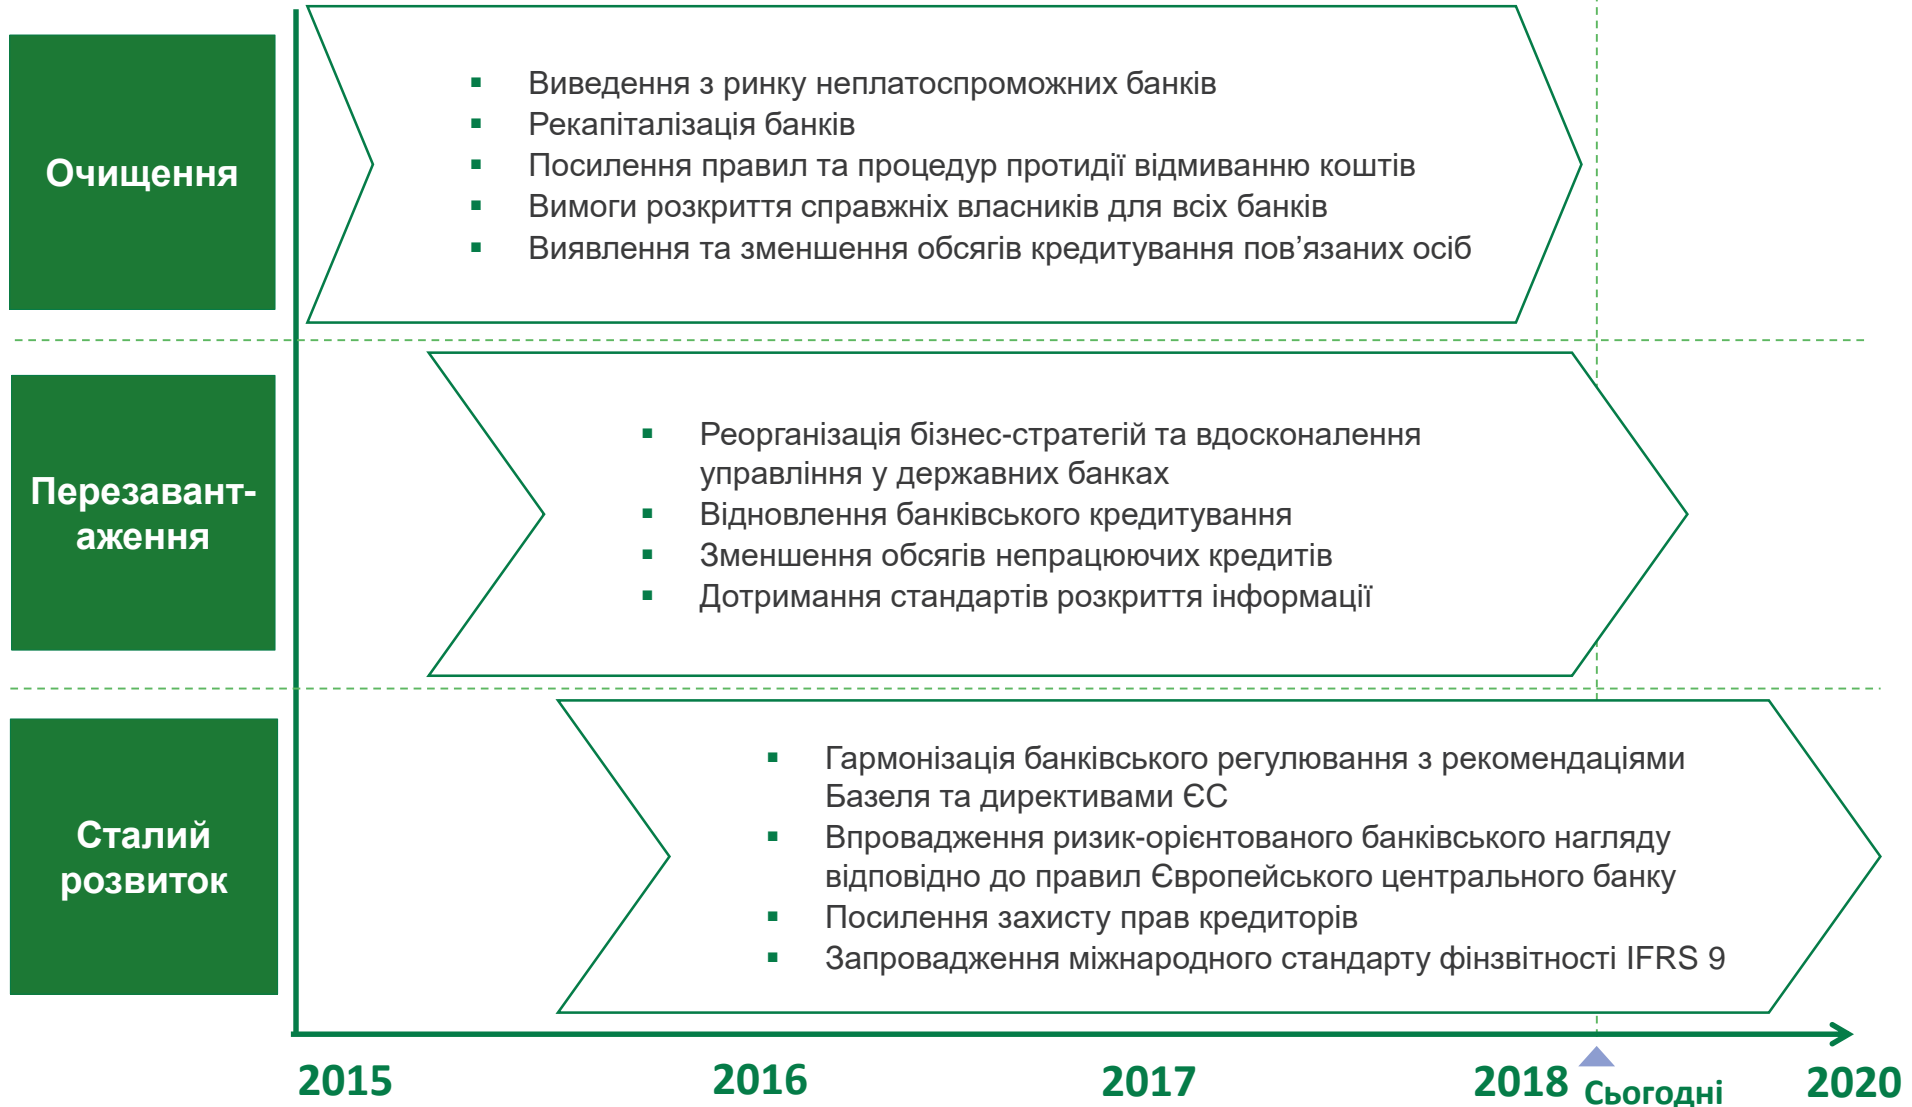 Очищення
▪ Виведення з ринку неплатоспроможних банків
▪ Рекапіталізація банків
▪ Посилення правил та процедур протидії відмиванню коштів
▪ Вимоги розкриття справжніх власників для всіх банків
▪ Виявлення та зменшення обсягів кредитування пов’язаних осіб
Перезавант-
аження
▪ Реорганізація бізнес-стратегій та вдосконалення
управління у державних банках
▪ Відновлення банківського кредитування
▪ Зменшення обсягів непрацюючих кредитів
▪ Дотримання стандартів розкриття інформації
Сталий
розвиток
▪ Гармонізація банківського регулювання з рекомендаціями
Базеля та директивами ЄС
▪ Впровадження ризик-орієнтованого банківського нагляду
відповідно до правил Європейського центрального банку
▪ Посилення захисту прав кредиторів
▪ Запровадження міжнародного стандарту фінзвітності IFRS 9
2015 2016 2017 2018 Сьогодні 2020